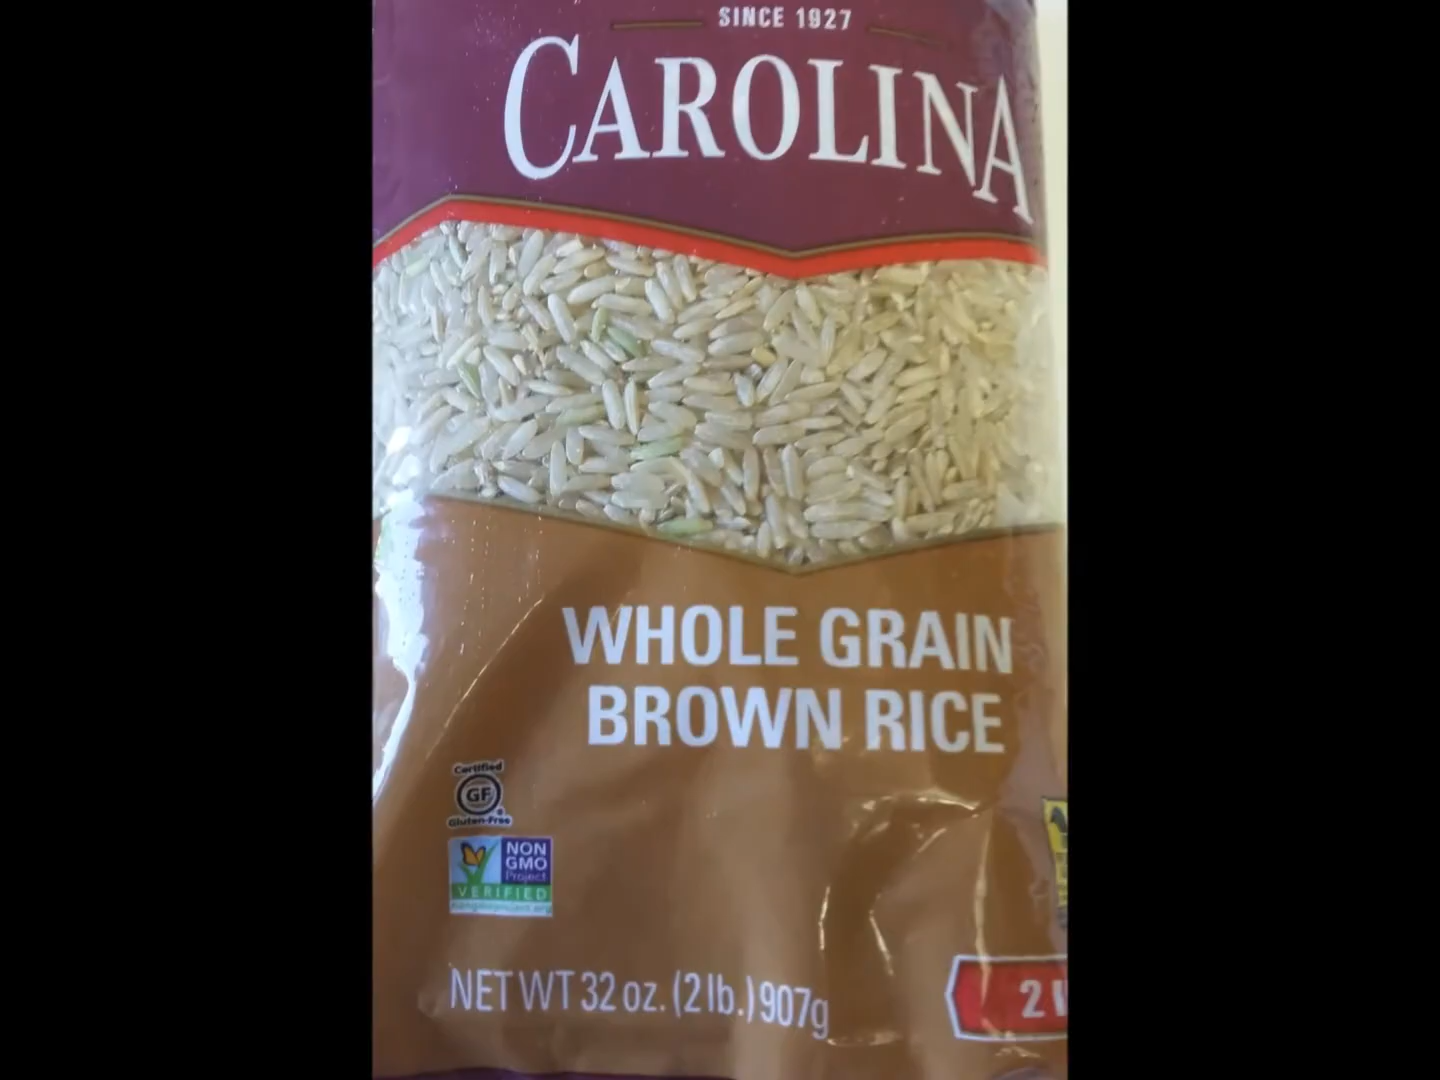 SINCE 1927
CAROLINA
WHOLE GRAIN
BROWN RICE
Certified
GF
Gluten-Free
NON
GMO
Project
VERIFIED
NET WT 32 oz. (2 lb.) 907g
2